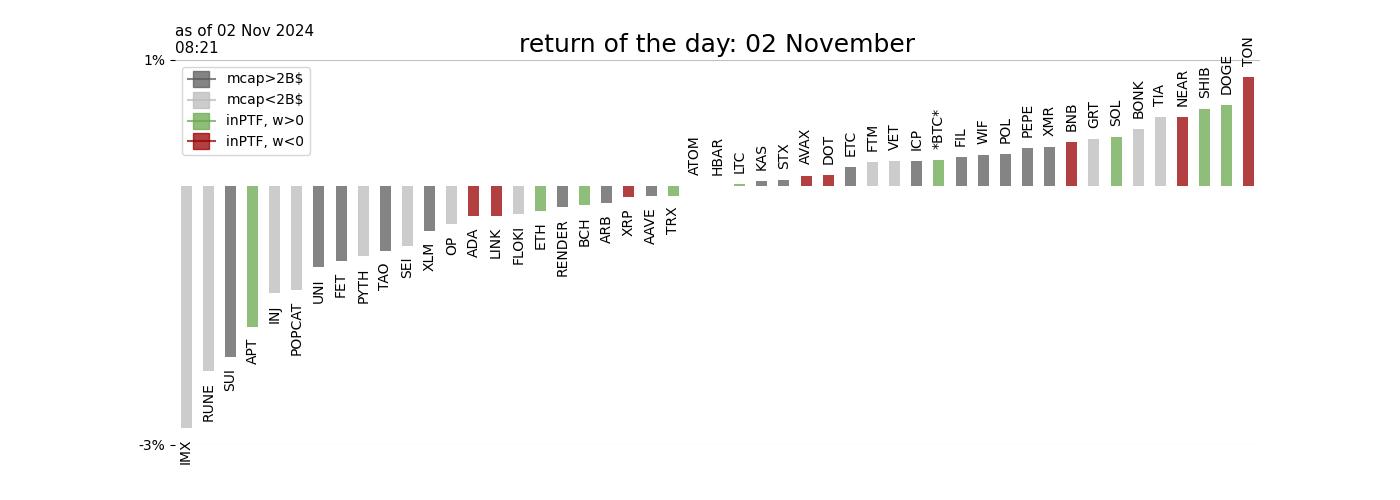 as of 02 Nov 2024
08:21
return of the day: 02 November
1%
mcap>2B$
mcap<2B$
inPTF, w>0
inPTF, w<0
-3%
IMX
RUNE
SUI
APT
INJ
POPCAT
UNI
FET
PYTH
TAO
SEI
XLM
OP
ADA
LINK
FLOKI
ETH
RENDER
BCH
ARB
XRP
AAVE
TRX
ATOM
HBAR
LTC
KAS
STX
AVAX
DOT
ETC
FTM
VET
ICP
*BTC*
FIL
WIF
POL
PEPE
XMR
BNB
GRT
SOL
BONK
TIA
NEAR
SHIB
DOGE
TON